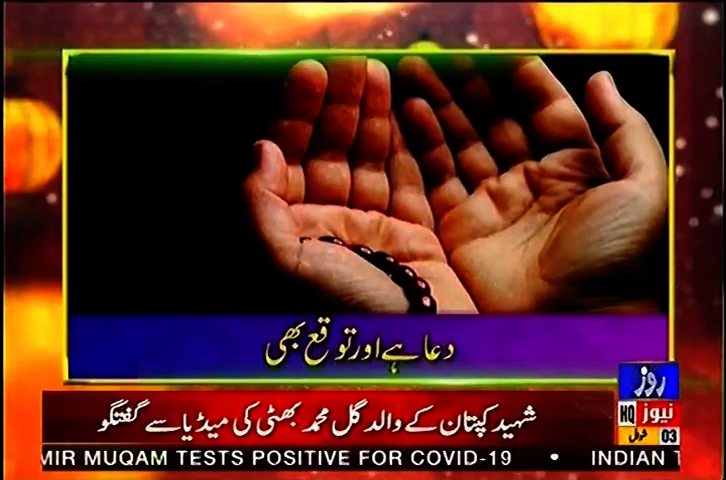 دعا ہے اور توقع بھی
روز
نیوز HQ
شوال 03
شہید کپتان کے والد گل محمد بھٹی کی میڈیا سے گفتگو
MIR MUQAM TESTS POSITIVE FOR COVID-19 • INDIAN